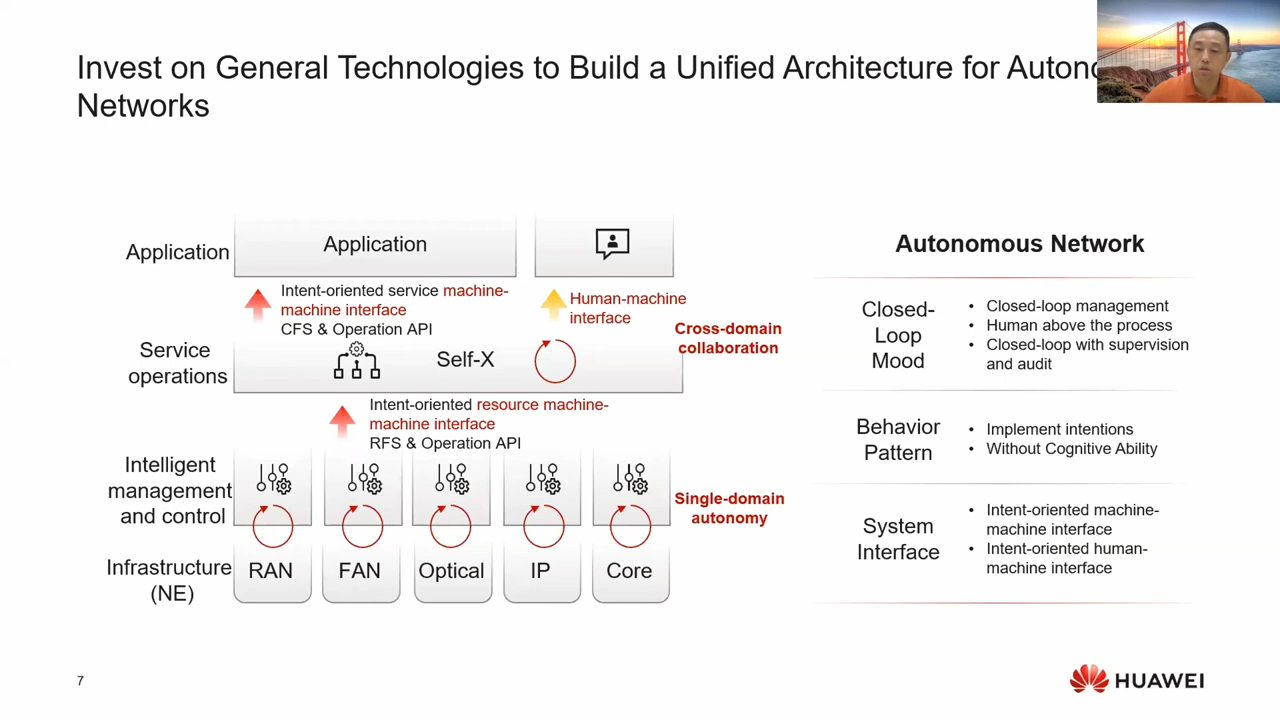 Invest on General Technologies to Build a Unified Architecture for
Networks
Application
Application
Intent-oriented service machine-
machine interface
CFS & Operation API
Human-machine
interface
Cross-domain
collaboration
Service
operations
Self-X
Intent-oriented resource machine-
machine interface
RFS & Operation API
Intelligent
management
and control
Single-domain
autonomy
Infrastructure
(NE)
RAN
FAN
Optical
IP
Core
Autonomous Network
Closed-
Loop
Mood
• Closed-loop management
• Human above the process
• Closed-loop with supervision
and audit
Behavior
Pattern
• Implement intentions
• Without Cognitive Ability
System
Interface
• Intent-oriented machine-
machine interface
• Intent-oriented human-
machine interface
7
HUAWEI